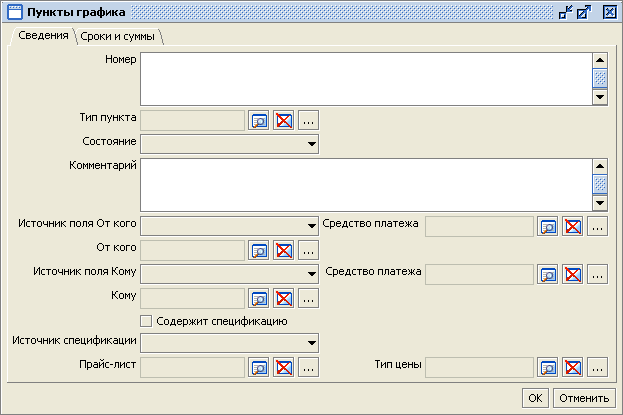 Пункты графика
Сведения Сроки и суммы
Номер
Тип пункта ...
Состояние
Комментарий
Источник поля От кого Средство платежа ...
От кого ...
Источник поля Кому Средство платежа ...
Кому ...
Содержит спецификацию
Источник спецификации
Прайс-лист ... Тип цены ...
OK Отменить